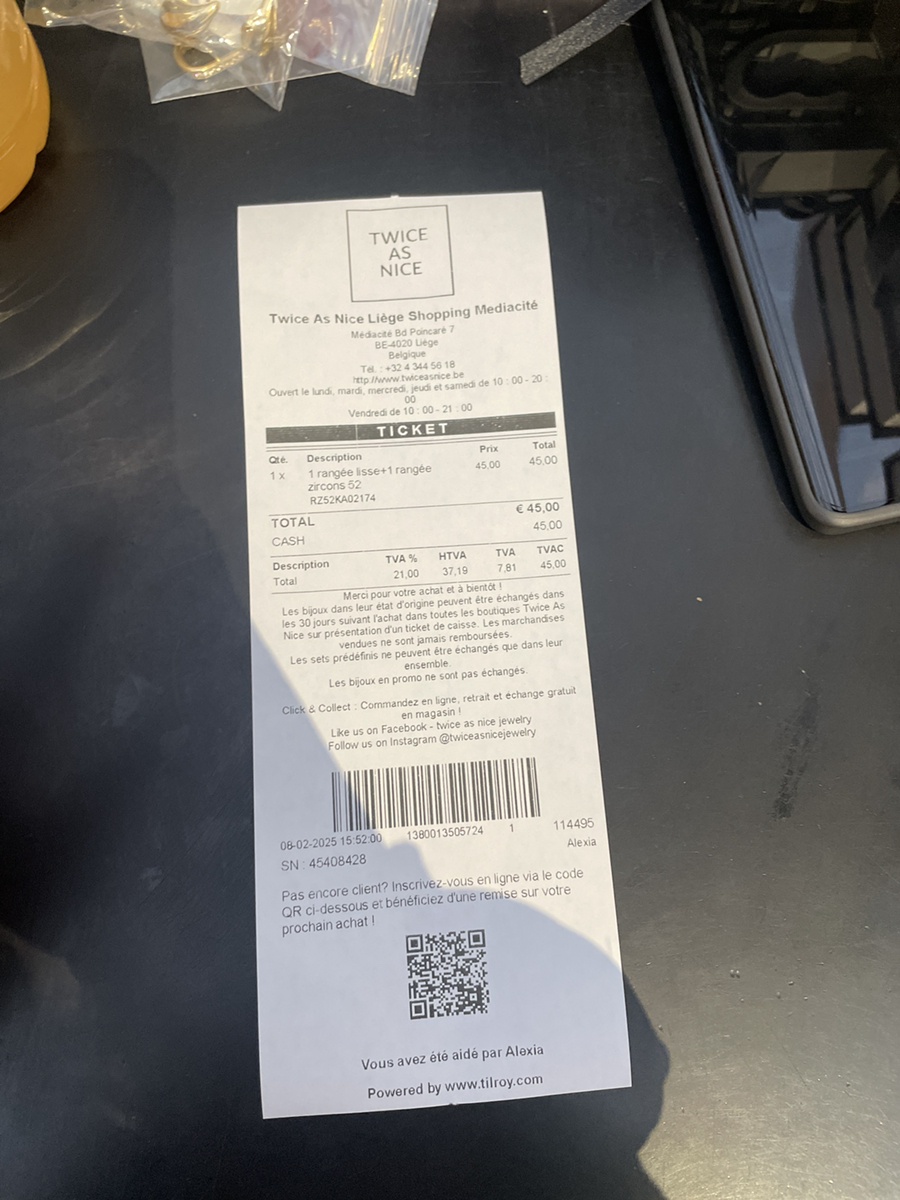 TWICE
AS
NICE
Twice As Nice Liège Shopping Mediacité
Médiacité Bd Poincaré 7
BE-4020 Liège
Belgique
Tél. : +32 4 344 56 18
http://www.twiceasnice.be
Ouvert le lundi, mardi, mercredi, jeudi et samedi de 10 : 00 - 20 :
00
Vendredi de 10 : 00 - 21 : 00
TICKET
Qté. Description Prix Total
1 x 1 rangée lisse+1 rangée 45,00 45,00
zircons 52
RZ52KA02174
TOTAL € 45,00
CASH 45,00
Description TVA % HTVA TVA TVAC
Total 21,00 37,19 7,81 45,00
Merci pour votre achat et à bientôt !
Les bijoux dans leur état d'origine peuvent être échangés dans
les 30 jours suivant l'achat dans toutes les boutiques Twice As
Nice sur présentation d'un ticket de caisse. Les marchandises
vendues ne sont jamais remboursées.
Les sets prédéfinis ne peuvent être échangés que dans leur
ensemble.
Les bijoux en promo ne sont pas échangés.
Click & Collect : Commandez en ligne, retrait et échange gratuit
en magasin !
Like us on Facebook - twice as nice jewelry
Follow us on Instagram @twiceasnicejewelry
08-02-2025 15:52:00 1380013505724 1 114495
SN : 45408428 Alexia
Pas encore client? Inscrivez-vous en ligne via le code
QR ci-dessous et bénéficiez d'une remise sur votre
prochain achat !
Vous avez été aidé par Alexia
Powered by www.tilroy.com